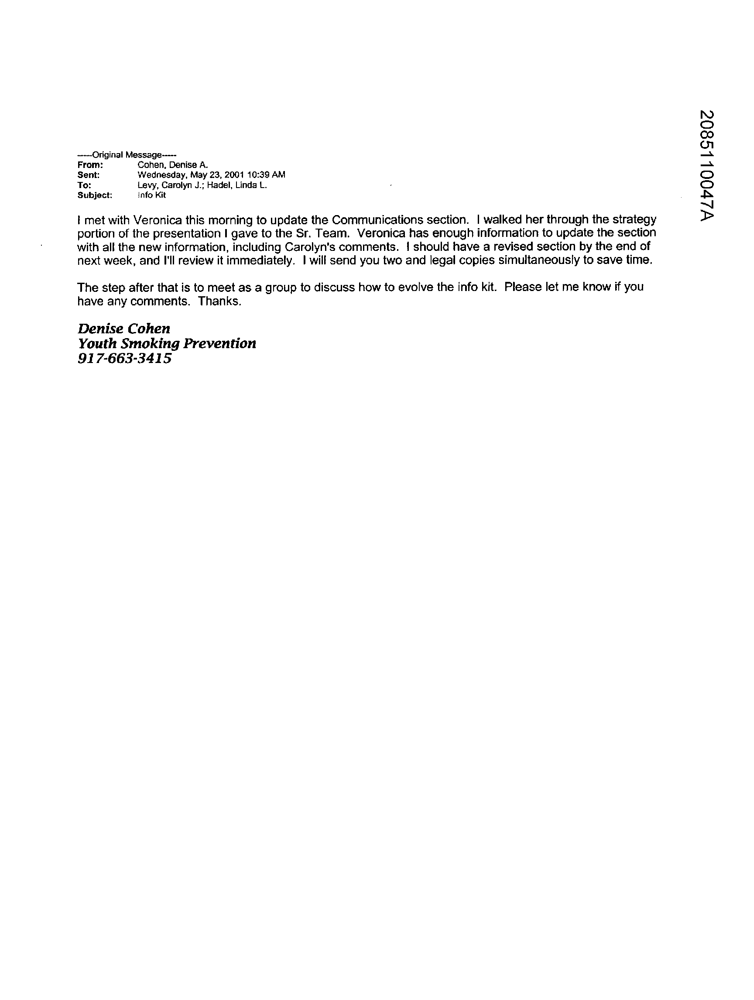 -----Original Message-----
From: Cohen, Denise A.
Sent: Wednesday, May 23, 2001 10:39 AM
To: Levy, Carolyn J.; Hadel, Linda L.
Subject: Info Kit
I met with Veronica this morning to update the Communications section. I walked her through the strategy
portion of the presentation I gave to the Sr. Team. Veronica has enough information to update the section
with all the new information, including Carolyn's comments. I should have a revised section by the end of
next week, and I'll review it immediately. I will send you two and legal copies simultaneously to save time.
The step after that is to meet as a group to discuss how to evolve the info kit. Please let me know if you
have any comments. Thanks.
Denise Cohen
Youth Smoking Prevention
917-663-3415
2085110047A